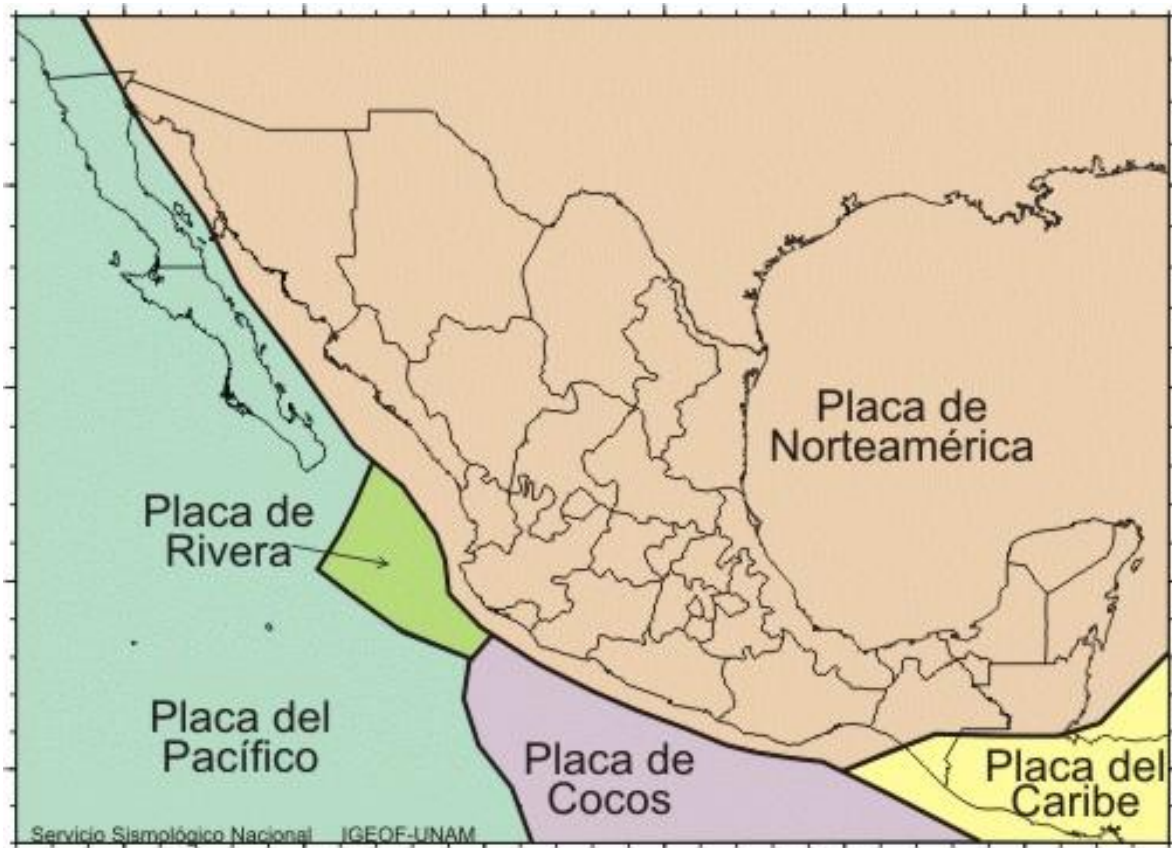 Placa de
Norteamérica
Placa de
Rivera
Placa del
Pacífico
Placa de
Cocos
Placa del
Caribe
Servicio Sismológico Nacional IGEOF-UNAM